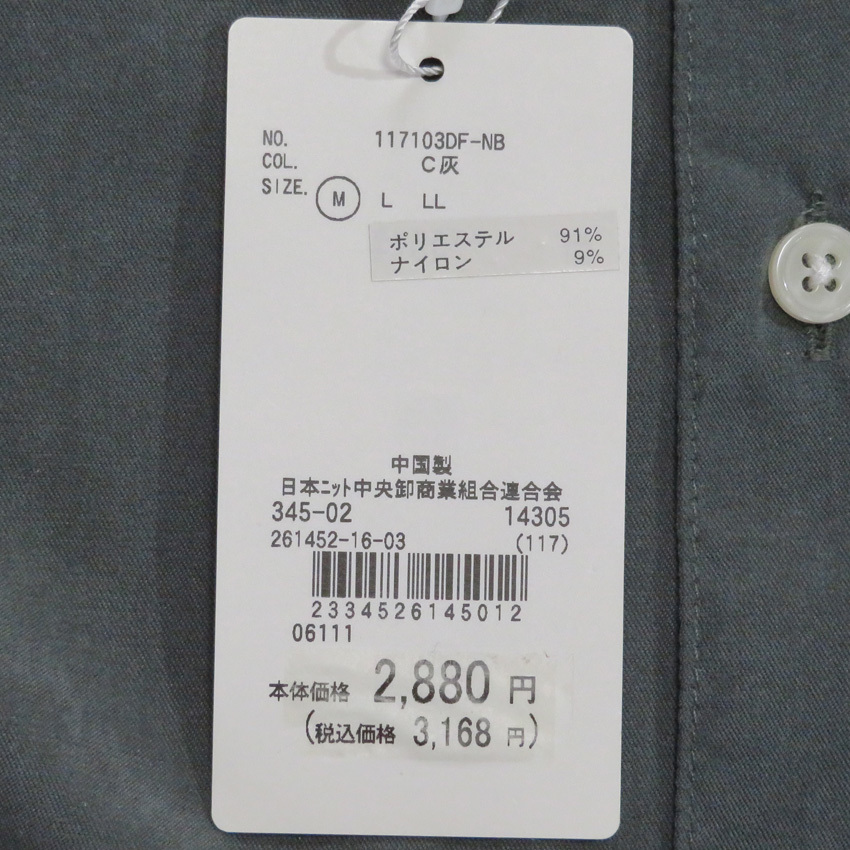 NO. 117103DF-NB
COL. C灰
SIZE. M L LL
ポリエステル 91%
ナイロン 9%
中国製
日本ニット中央卸商業組合連合会
345-02 14305
261452-16-03 (117)
2334526145012
06111
本体価格 2,880 円
(税込価格 3,168 円)